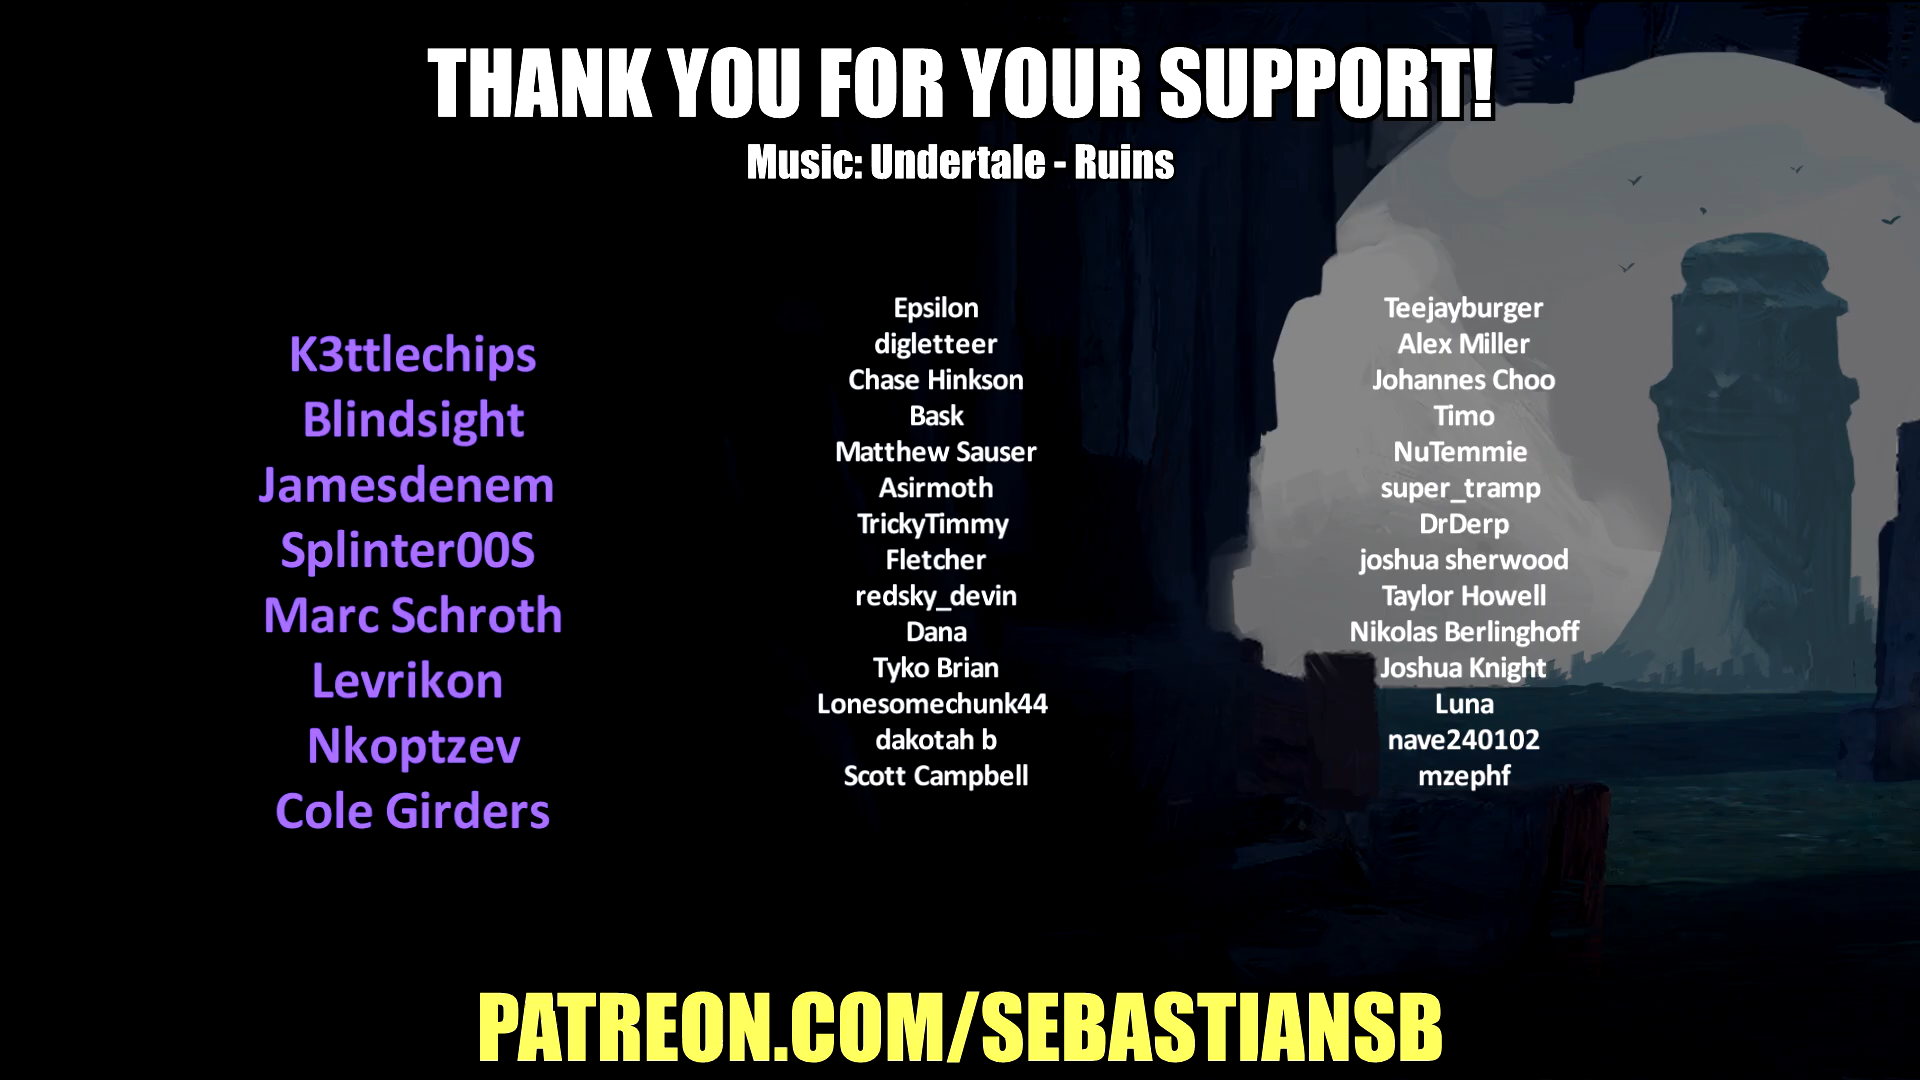 THANK YOU FOR YOUR SUPPORT!
Music: Undertale - Ruins
K3ttlechips
Blindsight
Jamesdenem
Splinter00S
Marc Schroth
Levrikon
Nkoptzev
Cole Girders
Epsilon
digletteer
Chase Hinkson
Bask
Matthew Sauser
Asirmoth
TrickyTimmy
Fletcher
redsky_devin
Dana
Tyko Brian
Lonesomechunk44
dakotah b
Scott Campbell
Teejayburger
Alex Miller
Johannes Choo
Timo
NuTemmie
super_tramp
DrDerp
joshua sherwood
Taylor Howell
Nikolas Berlinghoff
Joshua Knight
Luna
nave240102
mzephf
PATREON.COM/SEBASTIANSB